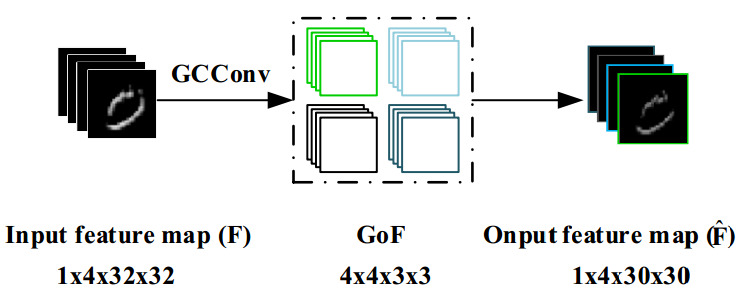 GCConv
Input feature map (F)
GoF
Onput feature map (F̂)
1x4x32x32
4x4x3x3
1x4x30x30